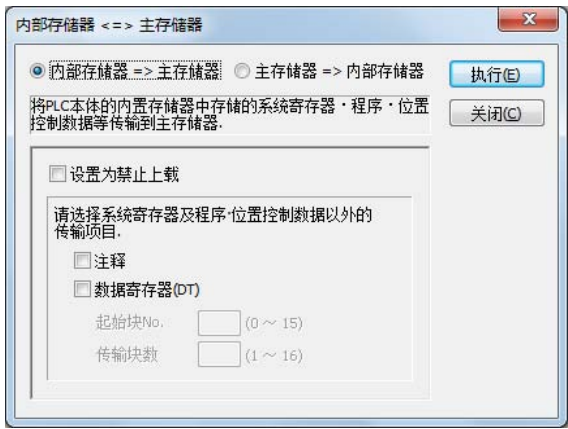 内部存储器 <=> 主存储器
内部存储器 => 主存储器 主存储器 => 内部存储器
执行(E)
将PLC本体的内置存储器中存储的系统寄存器・程序・位置
控制数据等传输到主存储器.
关闭(C)
设置为禁止上载
请选择系统寄存器及程序·位置控制数据以外的
传输项目.
注释
数据寄存器(DT)
起始块No. (0 ~ 15)
传输块数 (1 ~ 16)